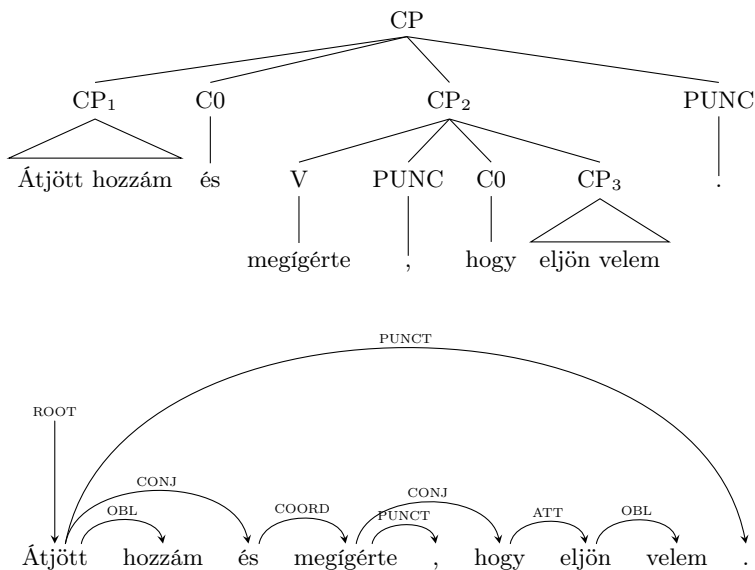 CP
CP₁ C0 CP₂ PUNC
Átjött hozzám és V PUNC C0 CP₃ .
megígérte , hogy eljön velem
PUNCT
ROOT
CONJ CONJ
OBL COORD PUNCT ATT OBL
Átjött hozzám és megígérte , hogy eljön velem .